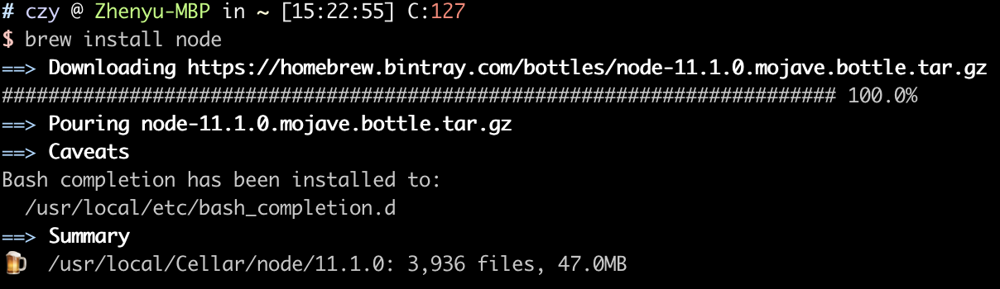 # czy @ Zhenyu-MBP in ~ [15:22:55] C:127
$ brew install node
==> Downloading https://homebrew.bintray.com/bottles/node-11.1.0.mojave.bottle.tar.gz
######################################################################## 100.0%
==> Pouring node-11.1.0.mojave.bottle.tar.gz
==> Caveats
Bash completion has been installed to:
  /usr/local/etc/bash_completion.d
==> Summary
🍺  /usr/local/Cellar/node/11.1.0: 3,936 files, 47.0MB